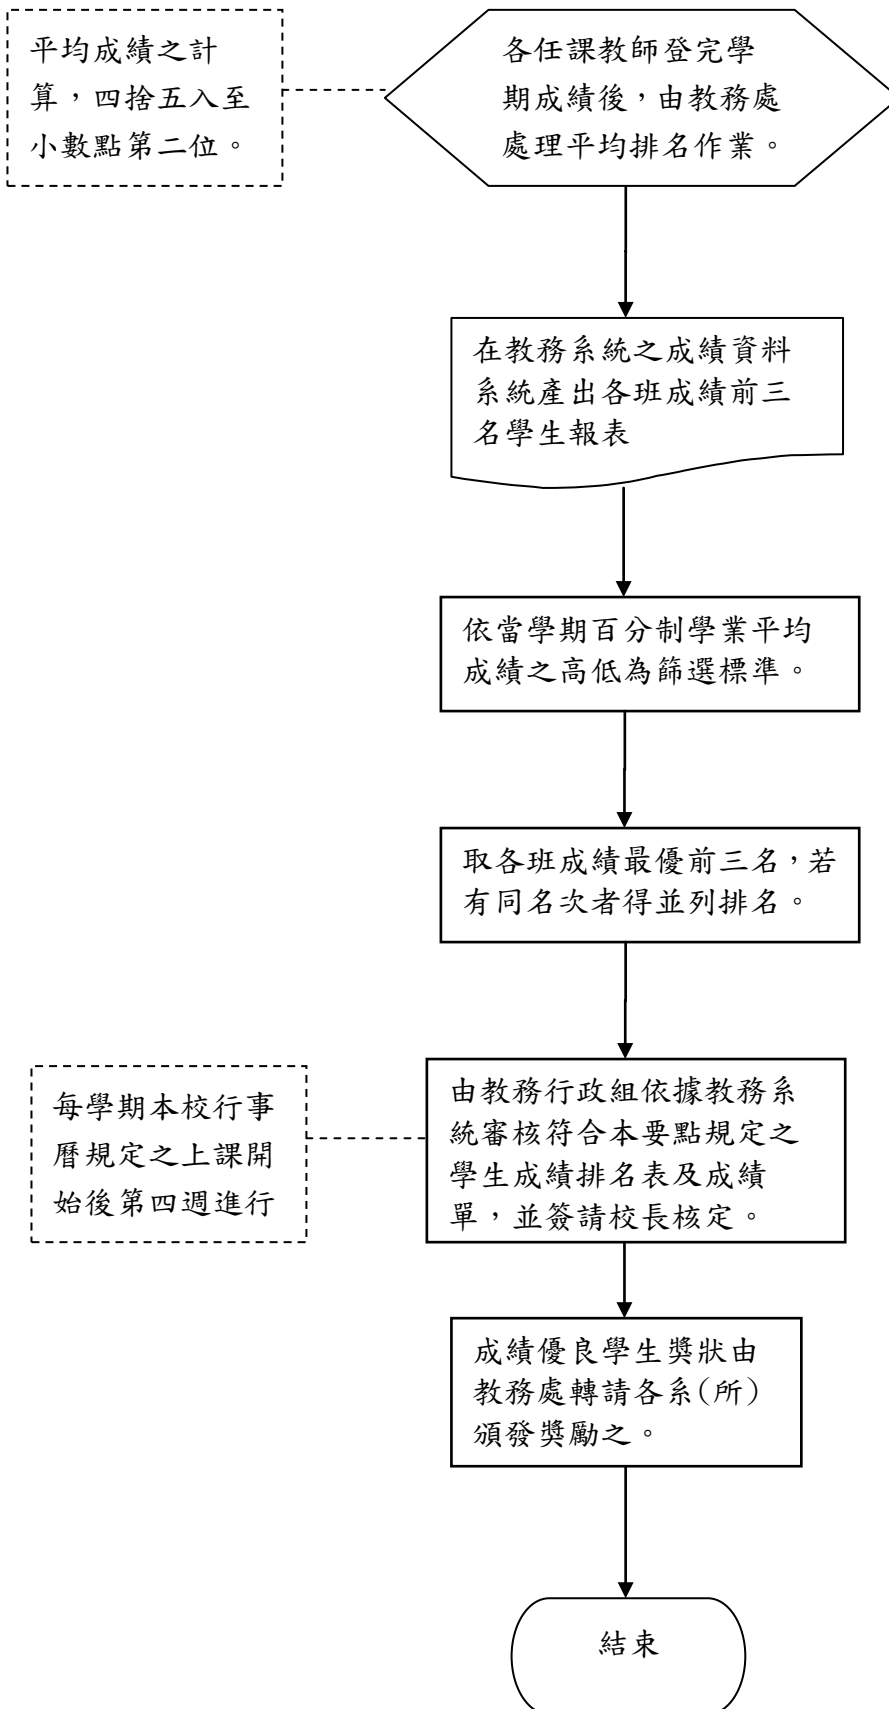 平均成績之計
算，四捨五入至
小數點第二位。
各任課教師登完學
期成績後，由教務處
處理平均排名作業。
在教務系統之成績資料
系統產出各班成績前三
名學生報表
依當學期百分制學業平均
成績之高低為篩選標準。
取各班成績最優前三名，若
有同名次者得並列排名。
每學期本校行事
曆規定之上課開
始後第四週進行
由教務行政組依據教務系
統審核符合本要點規定之
學生成績排名表及成績
單，並簽請校長核定。
成績優良學生獎狀由
教務處轉請各系(所)
頒發獎勵之。
結束